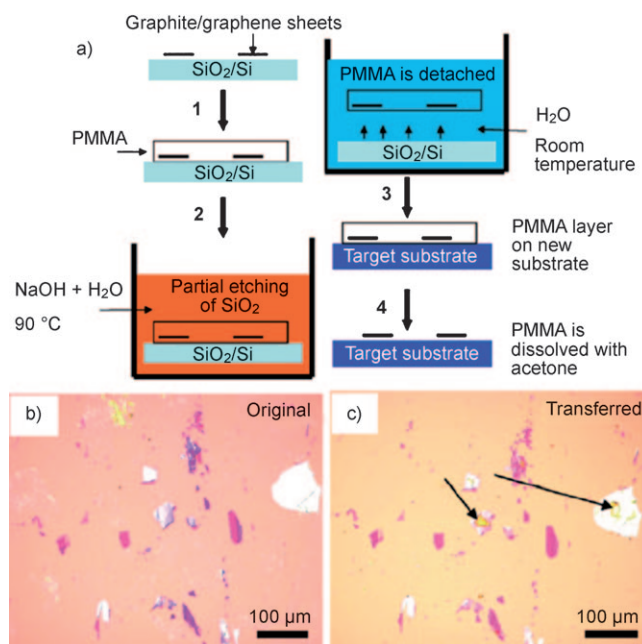 Graphite/graphene sheets
a)
SiO₂/Si
1
PMMA
SiO₂/Si
2
NaOH + H₂O
90 °C
Partial etching
of SiO₂
SiO₂/Si
PMMA is detached
H₂O
Room
temperature
SiO₂/Si
3
PMMA layer
on new
substrate
Target substrate
4
Target substrate
PMMA is
dissolved with
acetone
b)
Original
100 µm
c)
Transferred
100 µm